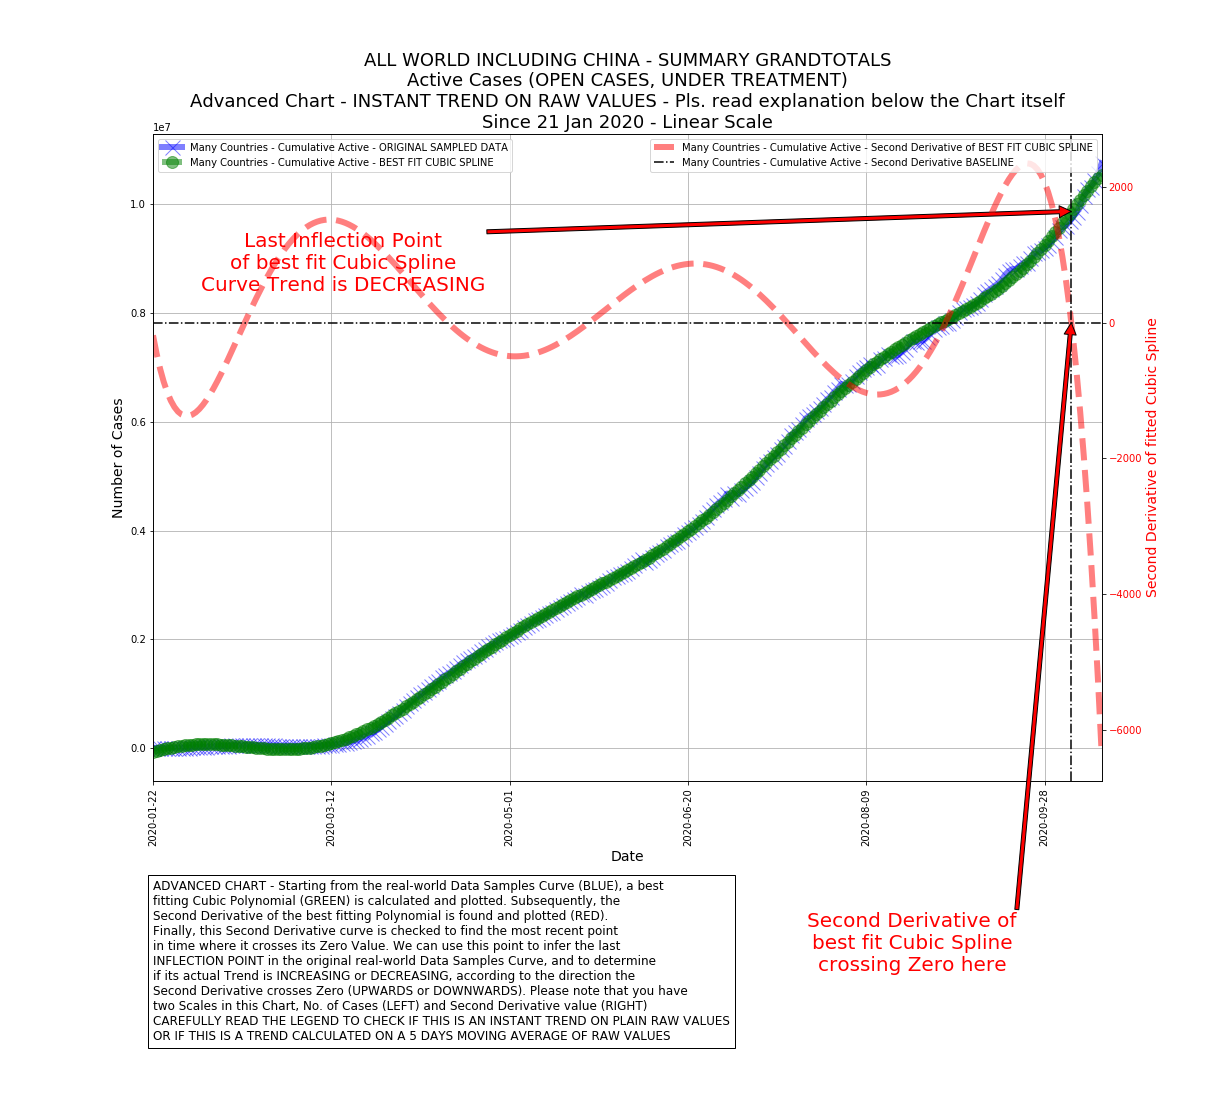 ALL WORLD INCLUDING CHINA - SUMMARY GRANDTOTALS
Active Cases (OPEN CASES, UNDER TREATMENT)
Advanced Chart - INSTANT TREND ON RAW VALUES - Pls. read explanation below the Chart itself
Since 21 Jan 2020 - Linear Scale
1e7
Many Countries - Cumulative Active - ORIGINAL SAMPLED DATA
Many Countries - Cumulative Active - BEST FIT CUBIC SPLINE
Many Countries - Cumulative Active - Second Derivative of BEST FIT CUBIC SPLINE
Many Countries - Cumulative Active - Second Derivative BASELINE
Last Inflection Point
of best fit Cubic Spline
Curve Trend is DECREASING
Number of Cases
1.0
0.8
0.6
0.4
0.2
0.0
2000
0
−2000
−4000
−6000
Second Derivative of fitted Cubic Spline
2020-01-22
2020-03-12
2020-05-01
2020-06-20
2020-08-09
2020-09-28
Date
ADVANCED CHART - Starting from the real-world Data Samples Curve (BLUE), a best
fitting Cubic Polynomial (GREEN) is calculated and plotted. Subsequently, the
Second Derivative of the best fitting Polynomial is found and plotted (RED).
Finally, this Second Derivative curve is checked to find the most recent point
in time where it crosses its Zero Value. We can use this point to infer the last
INFLECTION POINT in the original real-world Data Samples Curve, and to determine
if its actual Trend is INCREASING or DECREASING, according to the direction the
Second Derivative crosses Zero (UPWARDS or DOWNWARDS). Please note that you have
two Scales in this Chart, No. of Cases (LEFT) and Second Derivative value (RIGHT)
CAREFULLY READ THE LEGEND TO CHECK IF THIS IS AN INSTANT TREND ON PLAIN RAW VALUES
OR IF THIS IS A TREND CALCULATED ON A 5 DAYS MOVING AVERAGE OF RAW VALUES
Second Derivative of
best fit Cubic Spline
crossing Zero here